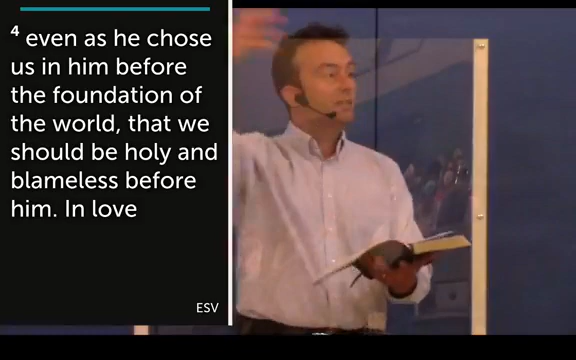 4 even as he chose
us in him before
the foundation of
the world, that we
should be holy and
blameless before
him. In love
ESV